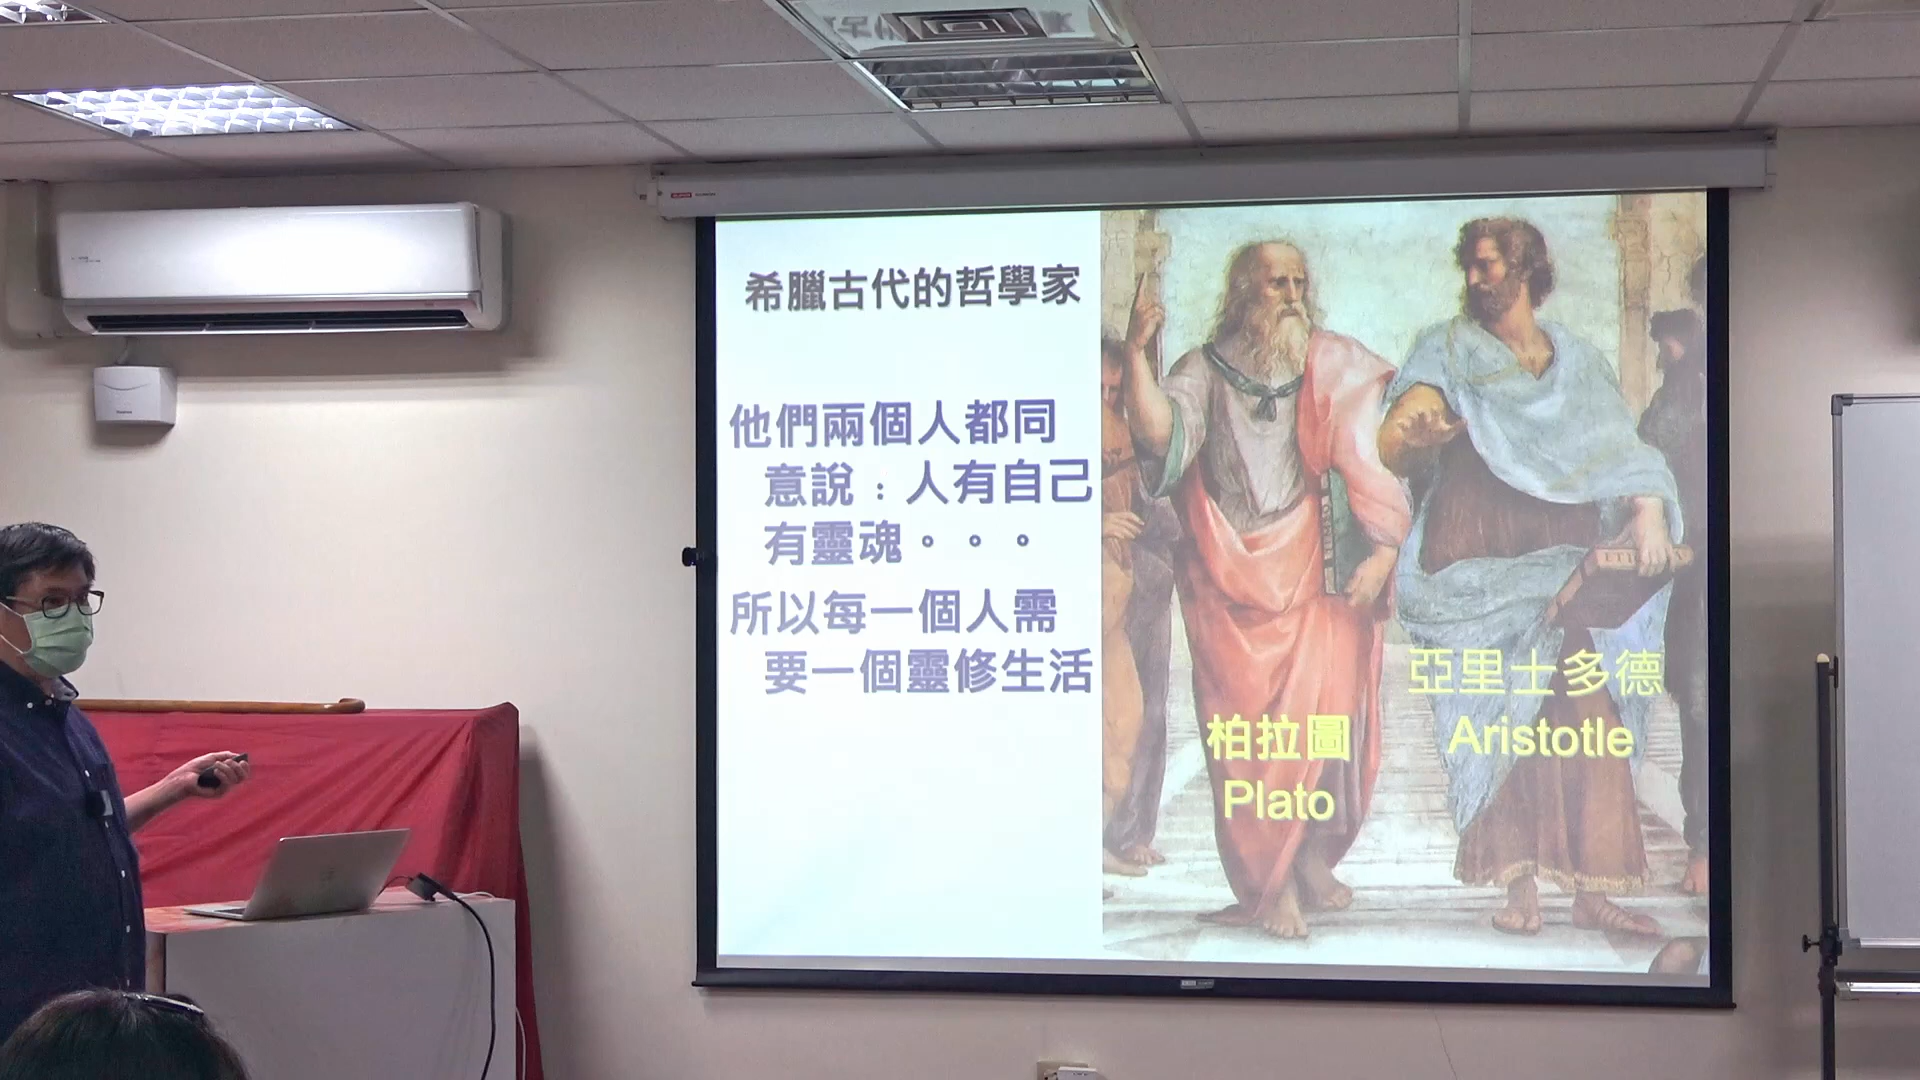 希臘古代的哲學家
他們兩個人都同
意說：人有自己
有靈魂。。。
所以每一個人需
要一個靈修生活
亞里士多德
Aristotle
柏拉圖
Plato